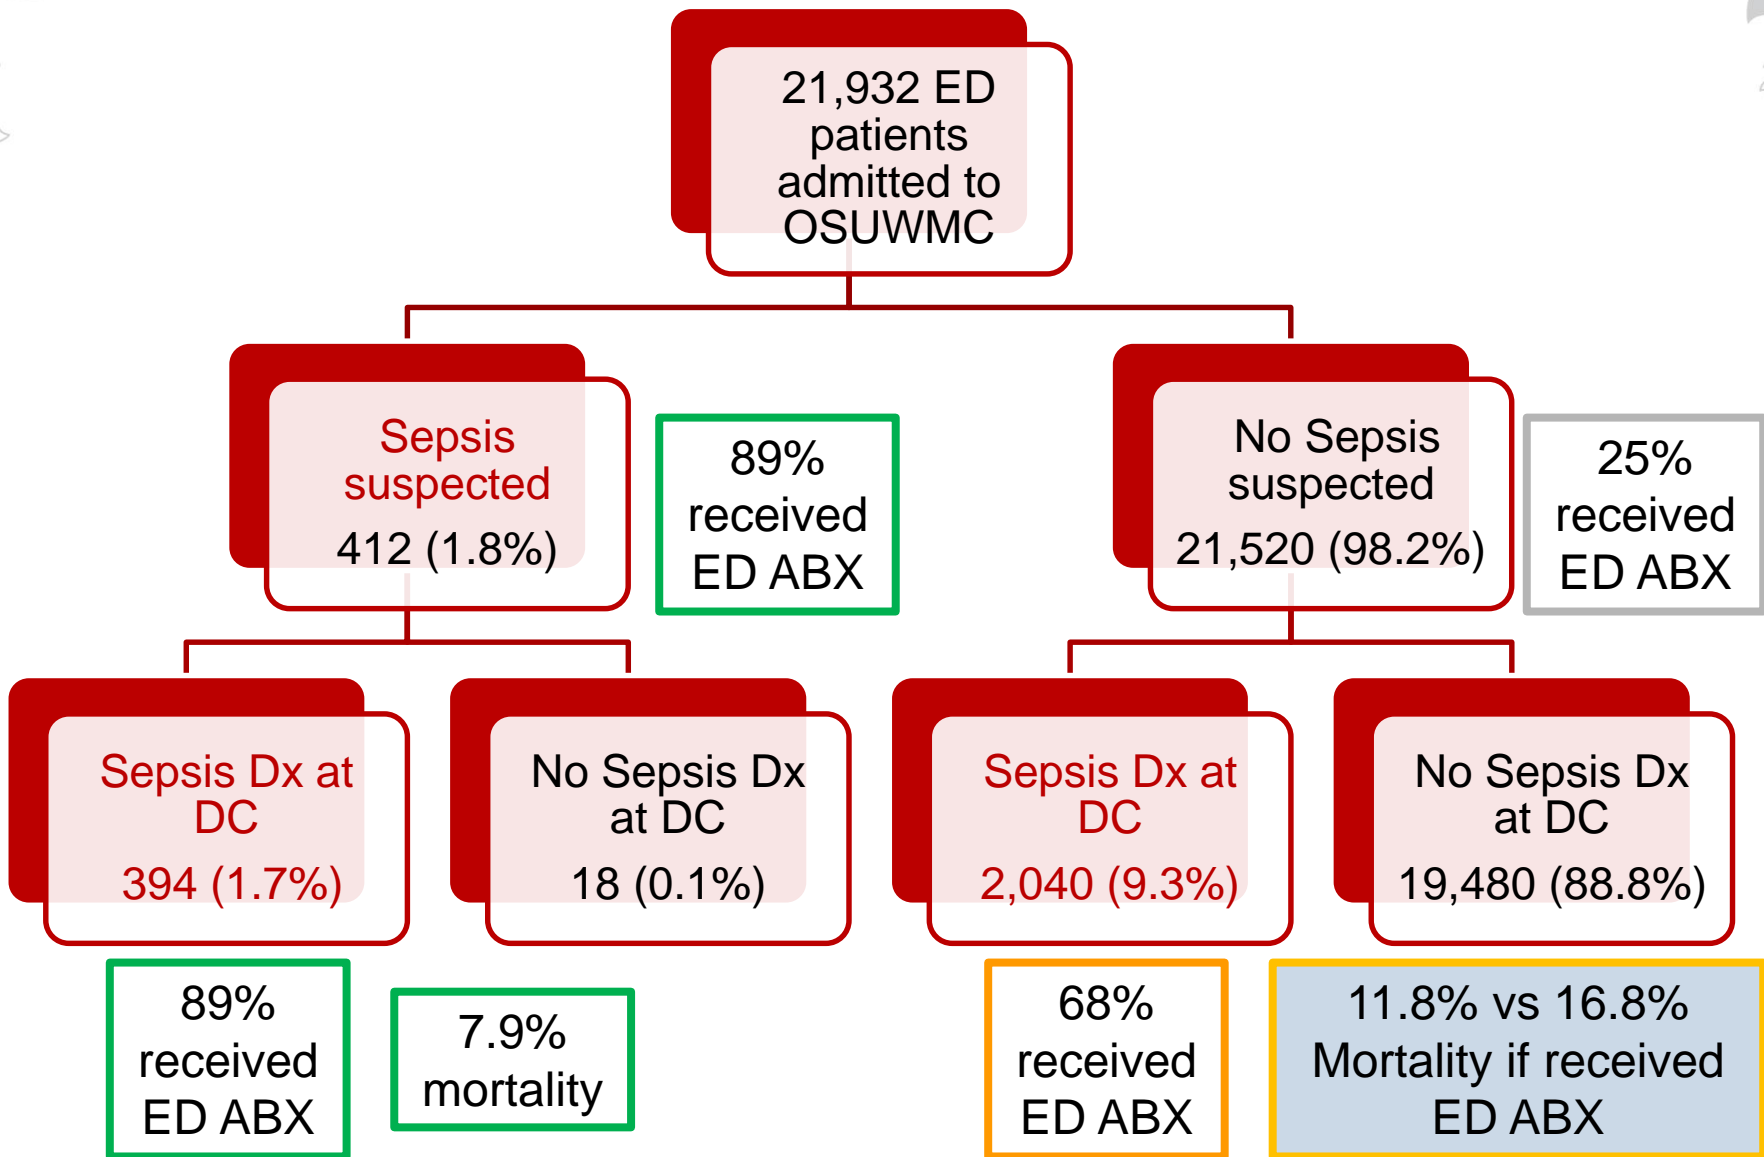 21,932 ED
patients
admitted to
OSUWMC
Sepsis
suspected
412 (1.8%)
89%
received
ED ABX
No Sepsis
suspected
21,520 (98.2%)
25%
received
ED ABX
Sepsis Dx at
DC
394 (1.7%)
No Sepsis Dx
at DC
18 (0.1%)
Sepsis Dx at
DC
2,040 (9.3%)
No Sepsis Dx
at DC
19,480 (88.8%)
89%
received
ED ABX
7.9%
mortality
68%
received
ED ABX
11.8% vs 16.8%
Mortality if received
ED ABX